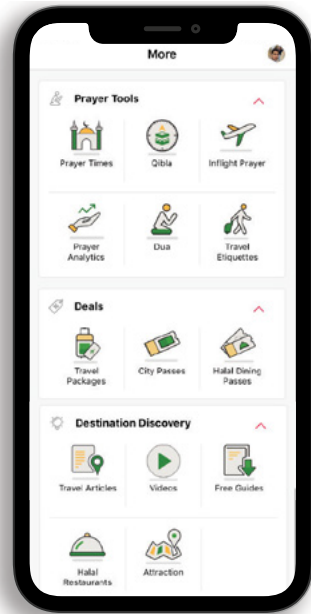 More
Prayer Tools
Prayer Times
Qibla
Inflight Prayer
Prayer
Analytics
Dua
Travel
Etiquettes
Deals
Travel
Packages
City Passes
Halal Dining
Passes
Destination Discovery
Travel Articles
Videos
Free Guides
Halal
Restaurants
Attraction